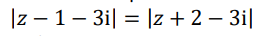 |z − 1 − 3i| = |z + 2 − 3i|